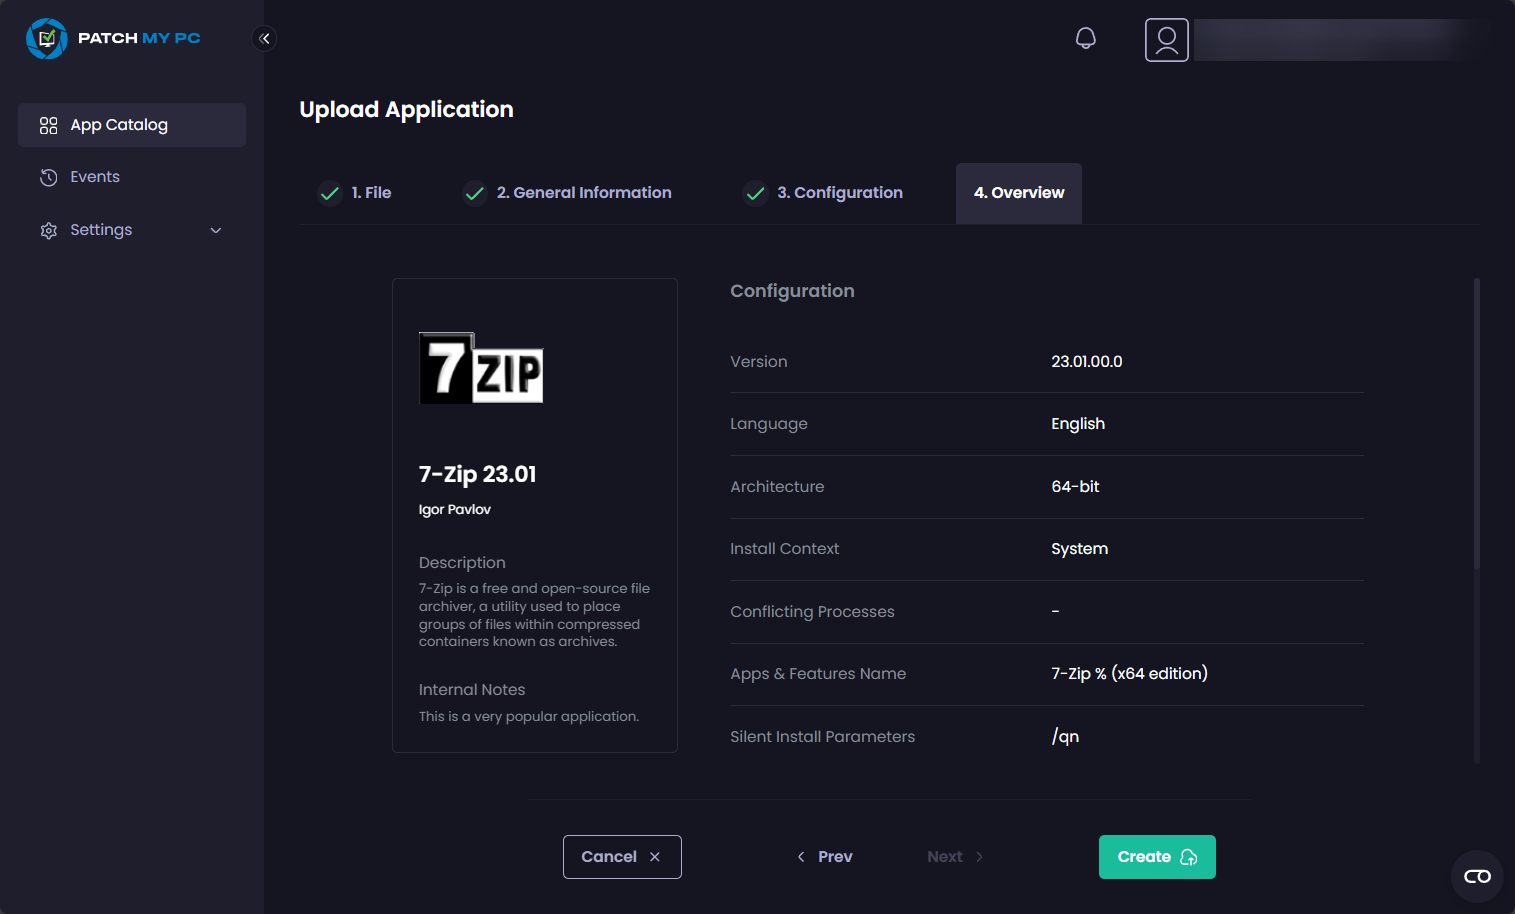 PATCH MY PC
App Catalog
Events
Settings
Upload Application
1. File
2. General Information
3. Configuration
4. Overview
7 ZIP
7-Zip 23.01
Igor Pavlov
Description
7-Zip is a free and open-source file
archiver, a utility used to place
groups of files within compressed
containers known as archives.
Internal Notes
This is a very popular application.
Configuration
Version 23.01.00.0
Language English
Architecture 64-bit
Install Context System
Conflicting Processes -
Apps & Features Name 7-Zip % (x64 edition)
Silent Install Parameters /qn
Cancel
Prev
Next
Create